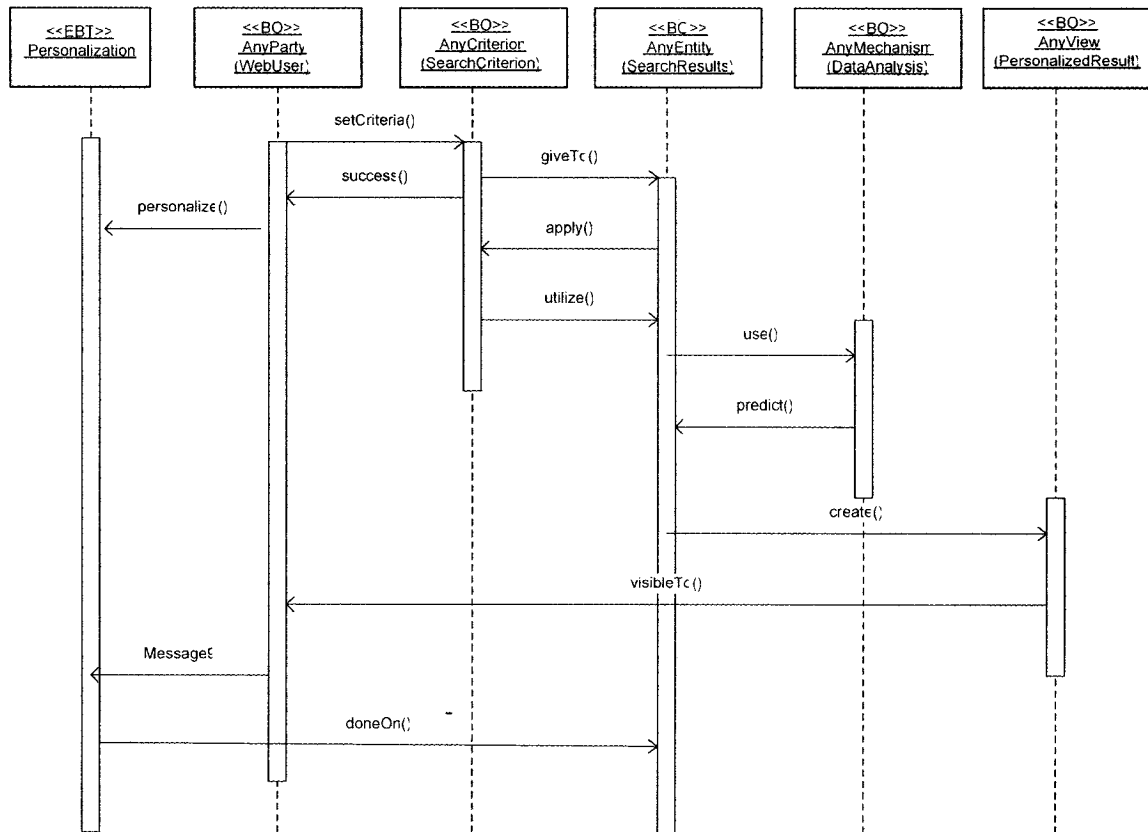 <<EBT>>
Personalization
<<BO>>
AnyParty
(WebUser)
<<BO>>
AnyCriterion
(SearchCriterion)
<<BO>>
AnyEntity
(SearchResults)
<<BO>>
AnyMechanism
(DataAnalysis)
<<BO>>
AnyView
(PersonalizedResult)
setCriteria()
giveTo()
success()
personalize()
apply()
utilize()
use()
predict()
create()
visibleTo()
Message9
doneOn()